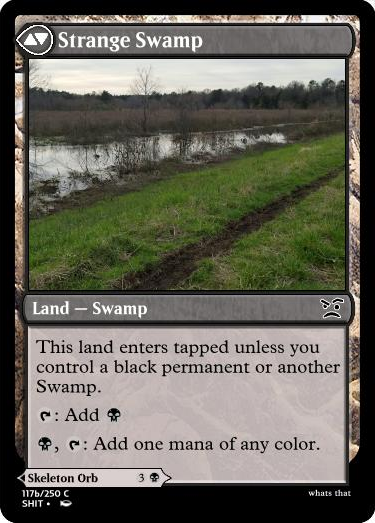 Strange Swamp
Land — Swamp
This land enters tapped unless you
control a black permanent or another
Swamp.
: Add
, : Add one mana of any color.
Skeleton Orb 3
117b/250 C
SHIT •
whats that